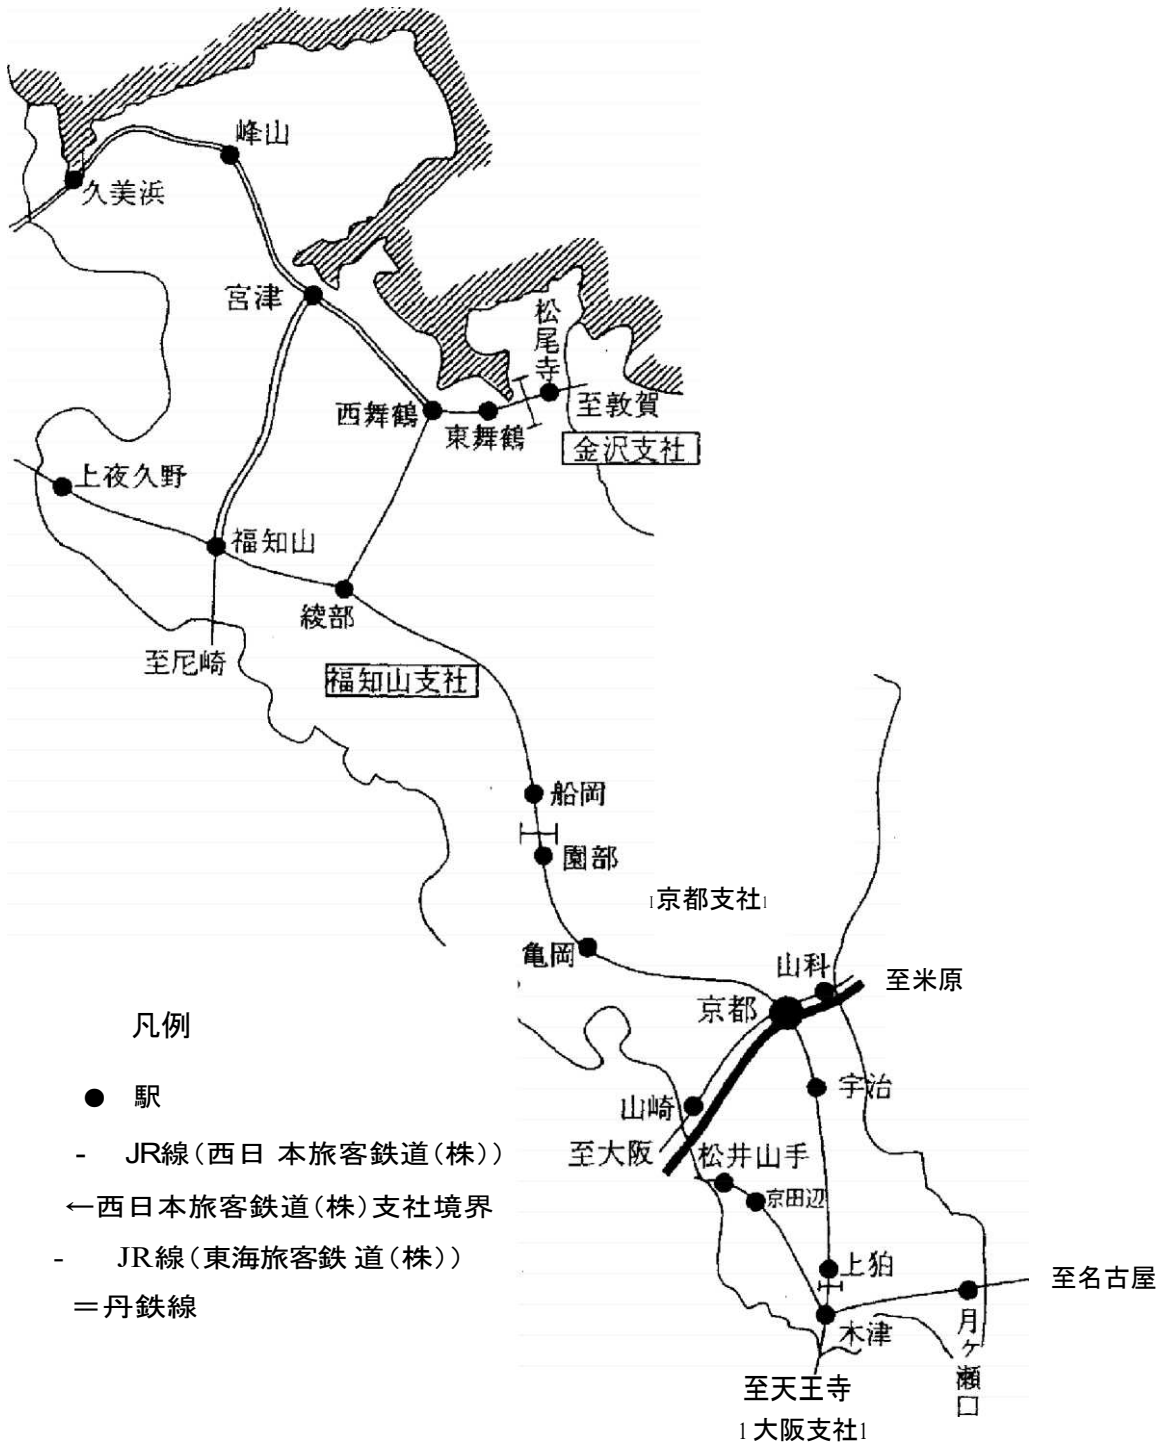 峰山
久美浜
宮津
松尾寺
至敦賀
西舞鶴
東舞鶴
金沢支社
上夜久野
福知山
綾部
至尼崎
福知山支社
船岡
園部
京都支社
亀岡
山科
至米原
京都
凡例
● 駅
宇治
山崎
- JR線(西日 本旅客鉄道(株))
至大阪
松井山手
京田辺
←西日本旅客鉄道(株)支社境界
- JR線(東海旅客鉄 道(株))
上狛
至名古屋
=丹鉄線
木津
月ヶ瀬口
至天王寺
1 大阪支社1